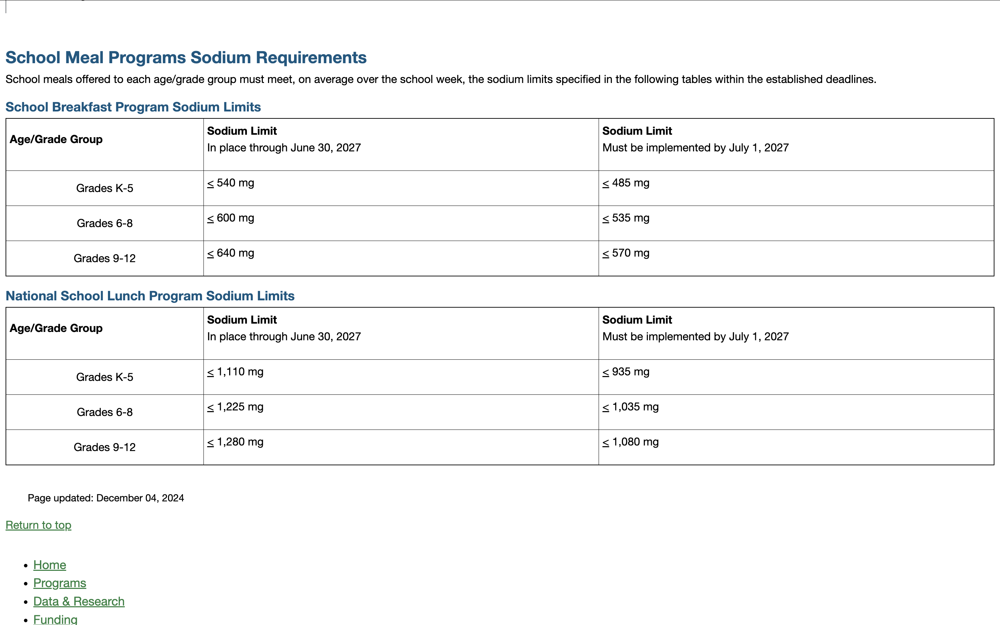 School Meal Programs Sodium Requirements
School meals offered to each age/grade group must meet, on average over the school week, the sodium limits specified in the following tables within the established deadlines.
School Breakfast Program Sodium Limits
Age/Grade Group
Sodium Limit
In place through June 30, 2027
Sodium Limit
Must be implemented by July 1, 2027
Grades K-5
≤ 540 mg
≤ 485 mg
Grades 6-8
≤ 600 mg
≤ 535 mg
Grades 9-12
≤ 640 mg
≤ 570 mg
National School Lunch Program Sodium Limits
Age/Grade Group
Sodium Limit
In place through June 30, 2027
Sodium Limit
Must be implemented by July 1, 2027
Grades K-5
≤ 1,110 mg
≤ 935 mg
Grades 6-8
≤ 1,225 mg
≤ 1,035 mg
Grades 9-12
≤ 1,280 mg
≤ 1,080 mg
Page updated: December 04, 2024
Return to top
• Home
• Programs
• Data & Research
• Funding